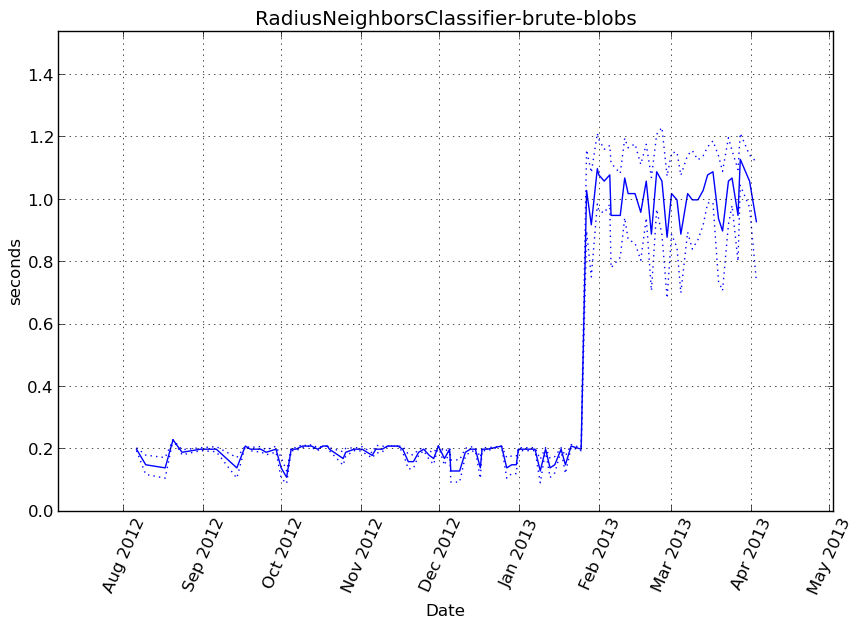 RadiusNeighborsClassifier-brute-blobs
1.4
1.2
1.0
0.8
0.6
0.4
0.2
0.0
seconds
Aug 2012
Sep 2012
Oct 2012
Nov 2012
Dec 2012
Jan 2013
Feb 2013
Mar 2013
Apr 2013
May 2013
Date